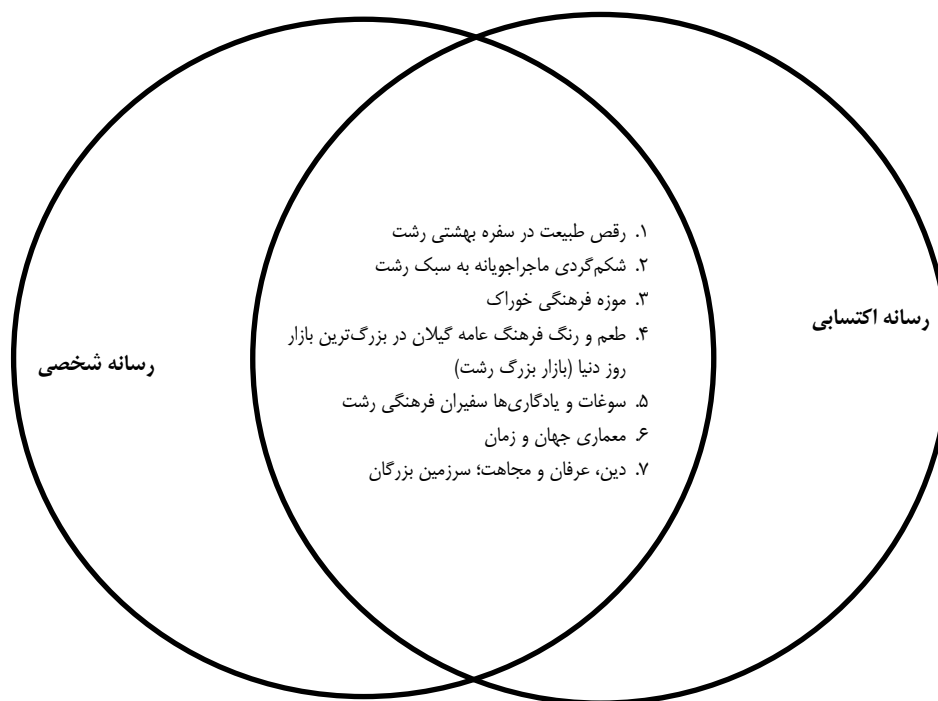 ۱. رقص طبیعت در سفره بهشتی رشت
۲. شکم‌گردی ماجراجویانه به سبک رشت
۳. موزه فرهنگی خوراک
۴. طعم و رنگ فرهنگ عامه گیلان در بزرگ‌ترین بازار
روز دنیا (بازار بزرگ رشت)
۵. سوغات و یادگاری‌ها سفیران فرهنگی رشت
۶. معماری جهان و زمان
۷. دین، عرفان و مجاهت؛ سرزمین بزرگان
رسانه اکتسابی
رسانه شخصی